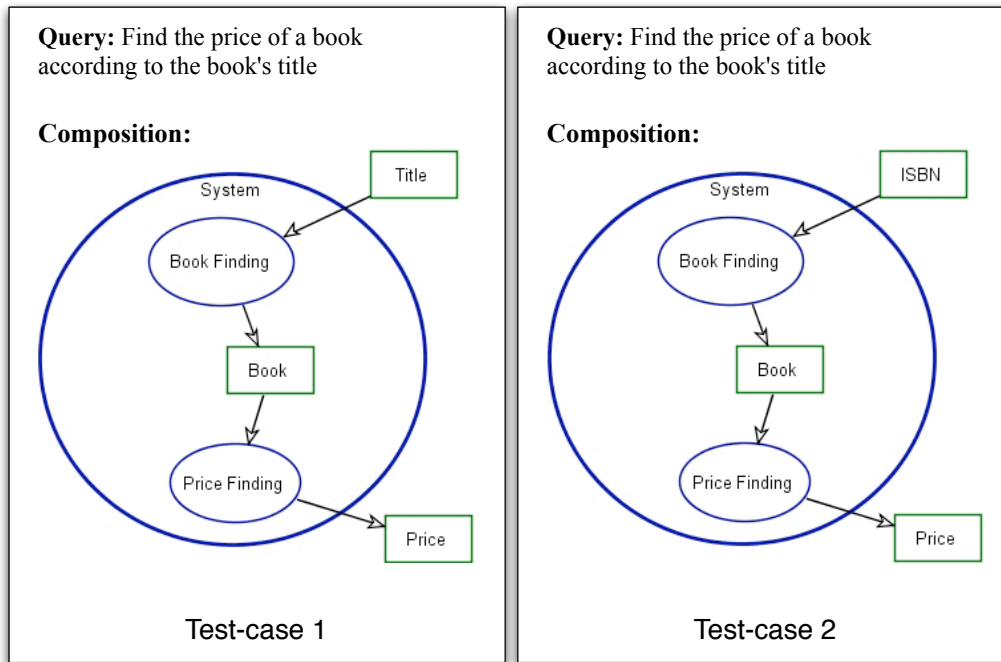 Query: Find the price of a book
according to the book's title
Composition:
Title
System
Book Finding
Book
Price Finding
Price
Test-case 1
Query: Find the price of a book
according to the book's title
Composition:
ISBN
System
Book Finding
Book
Price Finding
Price
Test-case 2